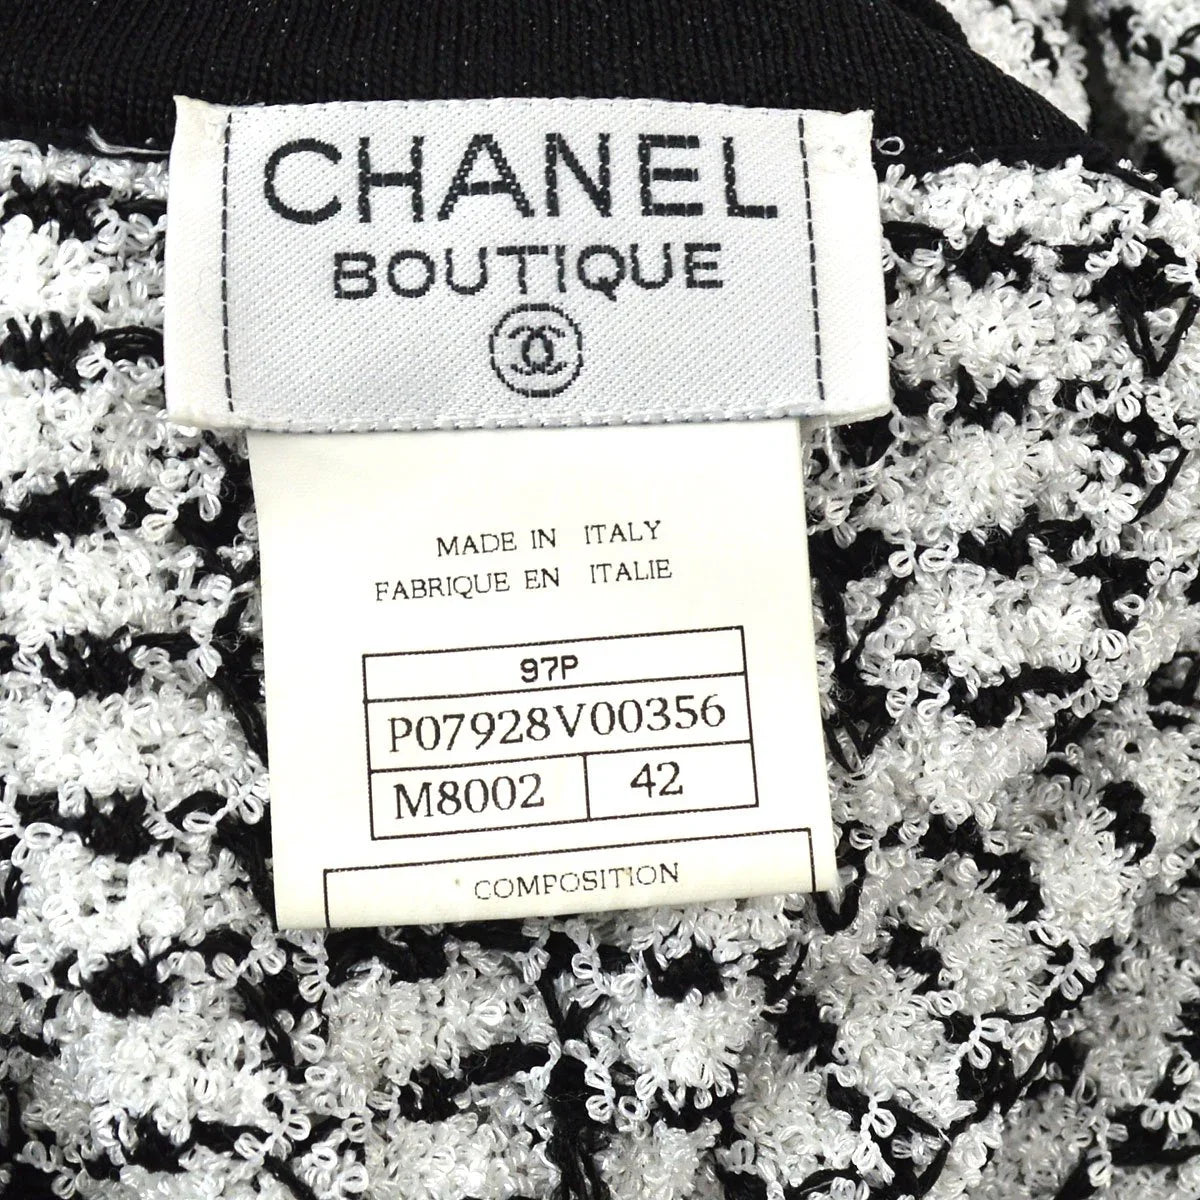 CHANEL
BOUTIQUE
MADE IN ITALY
FABRIQUE EN ITALIE
97P
P07928V00356
M8002 42
COMPOSITION